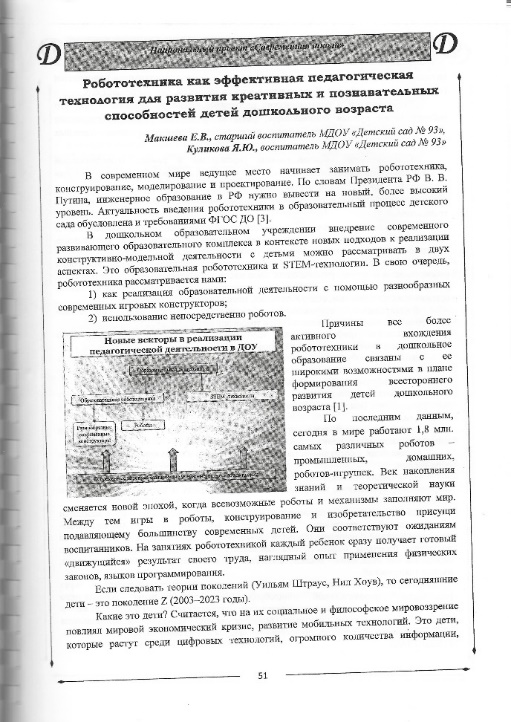 Национальный проект «Современная школа»
Робототехника как эффективная педагогическая
технология для развития креативных и познавательных
способностей детей дошкольного возраста
Макшева Е.В., старший воспитатель МДОУ «Детский сад № 93»,
Куликова Я.Ю., воспитатель МДОУ «Детский сад № 93»
В современном мире ведущее место начинает занимать робототехника,
конструирование, моделирование и проектирование. По словам Президента РФ В. В.
Путина, инженерное образование в РФ нужно вывести на новый, более высокий
уровень. Актуальность введения робототехники в образовательный процесс детского
сада обусловлена и требованиями ФГОС ДО [3].
В дошкольном образовательном учреждении внедрение современного
развивающего образовательного комплекса в контексте новых подходов к реализации
конструктивно-модельной деятельности с детьми можно рассматривать в двух
аспектах. Это образовательная робототехника и STEM-технологии. В свою очередь,
робототехника рассматривается нами:
1) как реализация образовательной деятельности с помощью разнообразных
современных игровых конструкторов;
2) использование непосредственно роботов.
Новые векторы в реализации
педагогической деятельности в ДОУ
Образовательная робототехника
STEM-технологии
конструкторы
Роботы
Причины все более
активного вхождения
робототехники в дошкольное
образование связаны с ее
широкими возможностями в плане
формирования всестороннего
развития детей дошкольного
возраста [1].
По последним данным,
сегодня в мире работают 1,8 млн.
самых различных роботов –
промышленных, домашних,
роботов-игрушек. Век накопления
знаний и теоретической науки
сменяется новой эпохой, когда всевозможные роботы и механизмы заполняют мир.
Между тем игры в роботы, конструирование и изобретательство присущи
подавляющему большинству современных детей. Они соответствуют ожиданиям
воспитанников. На занятиях робототехникой каждый ребенок сразу получает готовый
«движущийся» результат своего труда, наглядный опыт применения физических
законов, языков программирования.
Если следовать теории поколений (Уильям Штраус, Нил Хоув), то сегодняшние
дети – это поколение Z (2003–2023 годы).
Какие это дети? Считается, что на их социальное и философское мировоззрение
повлиял мировой экономический кризис, развитие мобильных технологий. Это дети,
которые растут среди цифровых технологий, огромного количества информации,
51